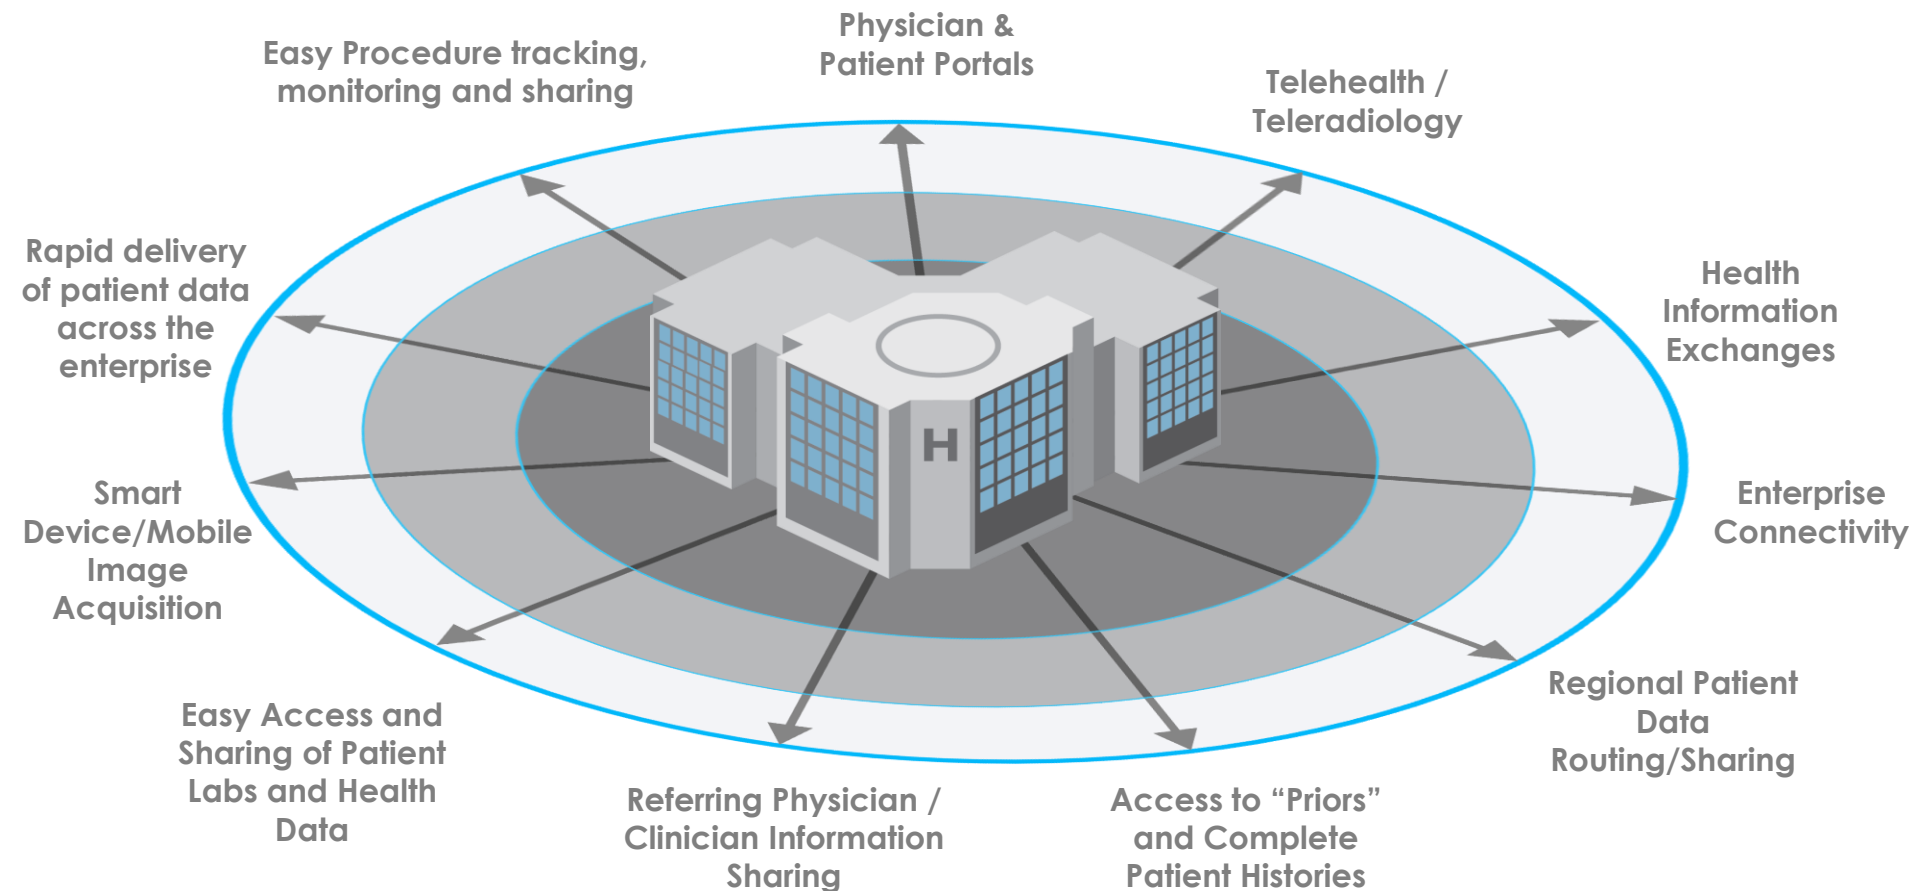 Physician &
Patient Portals
Easy Procedure tracking,
monitoring and sharing
Telehealth /
Teleradiology
Rapid delivery
of patient data
across the
enterprise
Health
Information
Exchanges
H
Smart
Device/Mobile
Image
Acquisition
Enterprise
Connectivity
Easy Access and
Sharing of Patient
Labs and Health
Data
Regional Patient
Data
Routing/Sharing
Referring Physician /
Clinician Information
Sharing
Access to “Priors”
and Complete
Patient Histories